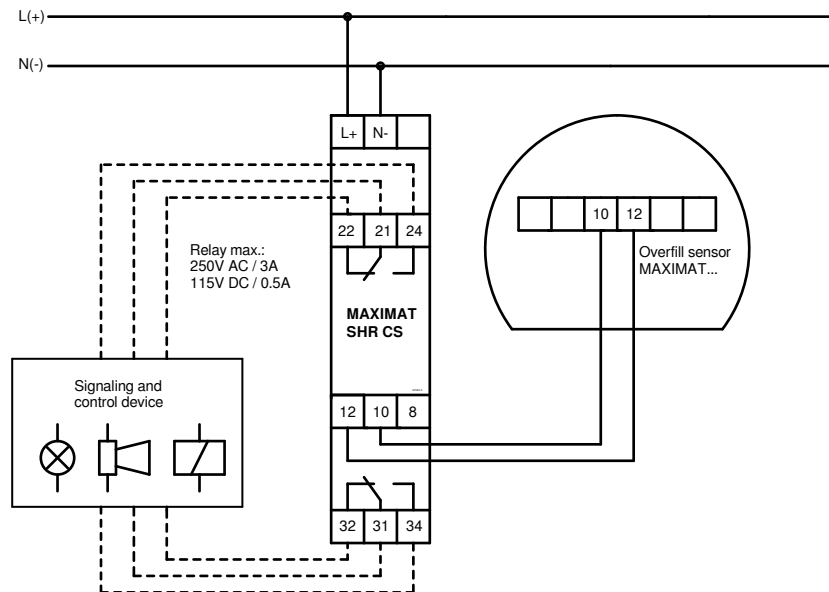 L(+)
N(-)
L+ N-
22 21 24
10 12
Relay max.:
250V AC / 3A
115V DC / 0.5A
Overfill sensor
MAXIMAT...
MAXIMAT
SHR CS
Signaling and
control device
12 10 8
32 31 34